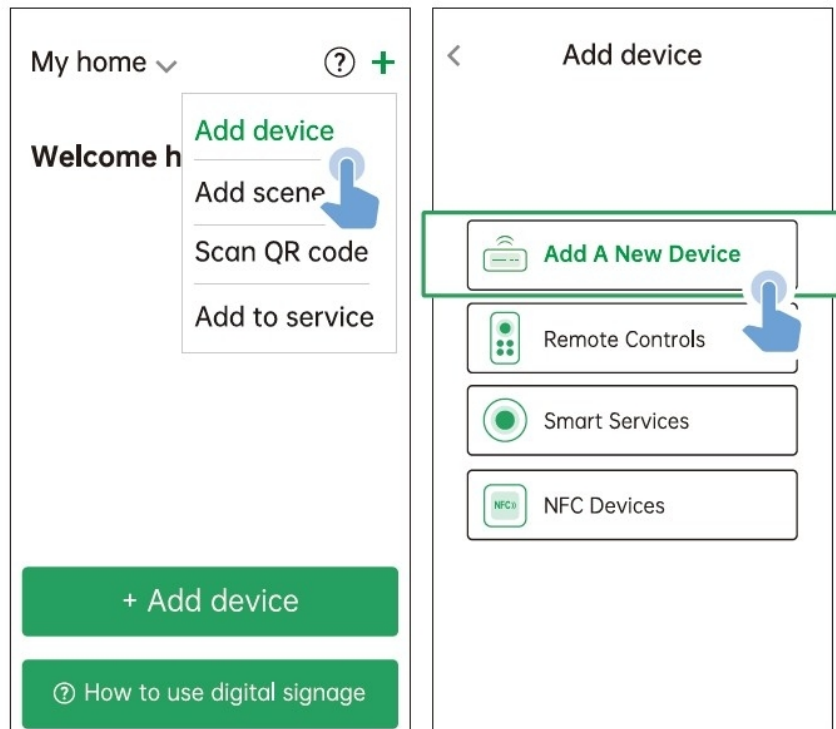 My home
?
+
Add device
Welcome h
Add scene
Scan QR code
Add to service
+ Add device
? How to use digital signage
<
Add device
Add A New Device
Remote Controls
Smart Services
NFC
NFC Devices